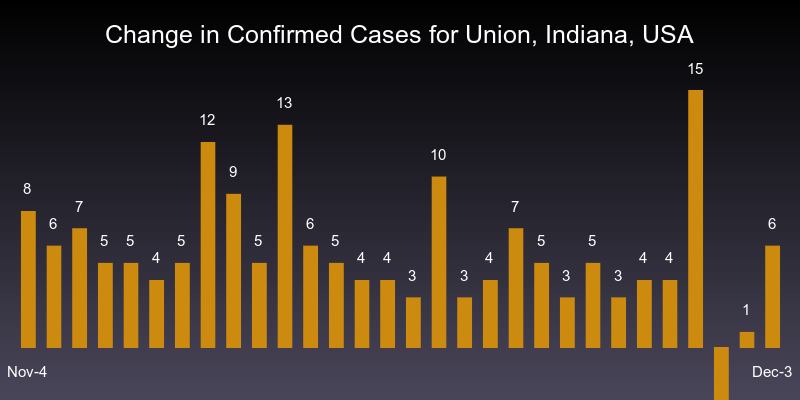 Change in Confirmed Cases for Union, Indiana, USA
8 6 7 5 5 4 5 12 9 5 13 6 5 4 4 3 10 3 4 7 5 3 5 3 4 4 15 1 6
Nov-4 Dec-3